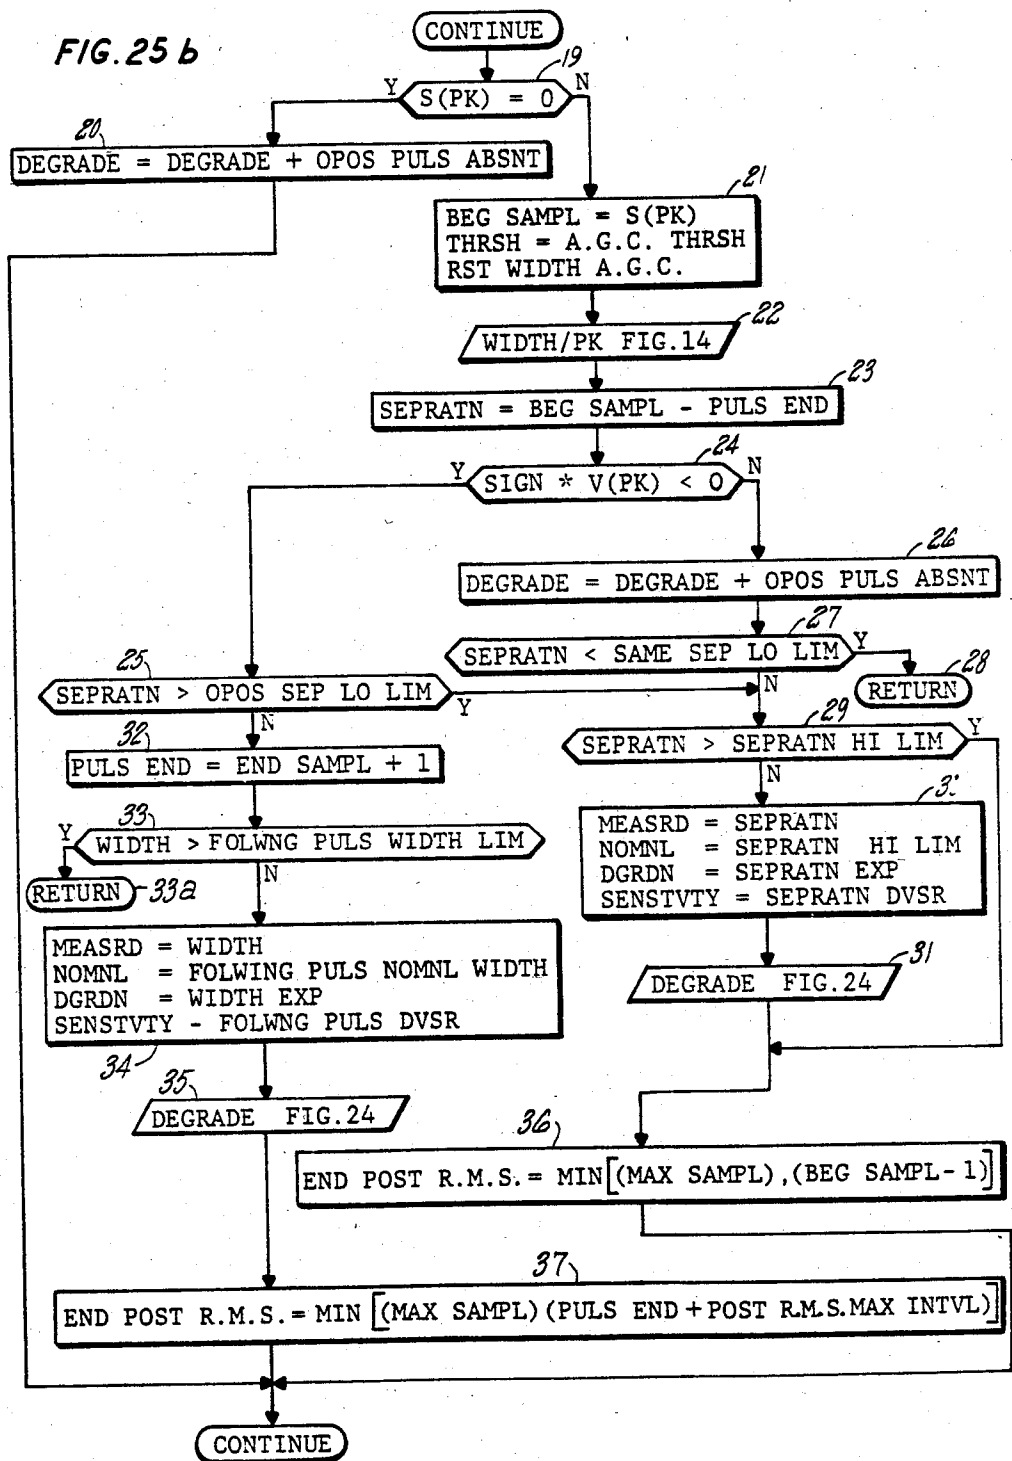 FIG. 25 b
CONTINUE
19
Y
S(PK) = 0
N
20
DEGRADE = DEGRADE + OPOS PULS ABSNT
21
BEG SAMPL = S(PK)
THRSH = A.G.C. THRSH
RST WIDTH A.G.C.
22
WIDTH/PK FIG.14
23
SEPRATN = BEG SAMPL - PULS END
24
Y
SIGN * V(PK) < 0
N
26
DEGRADE = DEGRADE + OPOS PULS ABSNT
27
SEPRATN < SAME SEP LO LIM
Y
28
RETURN
N
25
SEPRATN > OPOS SEP LO LIM
Y
N
29
SEPRATN > SEPRATN HI LIM
Y
N
32
PULS END = END SAMPL + 1
33
Y
WIDTH > FOLWNG PULS WIDTH LIM
N
RETURN
33a
3
MEASRD = SEPRATN
NOMNL = SEPRATN HI LIM
DGRDN = SEPRATN EXP
SENSTVTY = SEPRATN DVSR
MEASRD = WIDTH
NOMNL = FOLWING PULS NOMNL WIDTH
DGRDN = WIDTH EXP
SENSTVTY - FOLWNG PULS DVSR
34
31
DEGRADE FIG.24
35
DEGRADE FIG.24
36
END POST R.M.S. = MIN[(MAX SAMPL),(BEG SAMPL-1)]
37
END POST R.M.S. = MIN [(MAX SAMPL)(PULS END+POST R.M.S.MAX INTVL)]
CONTINUE